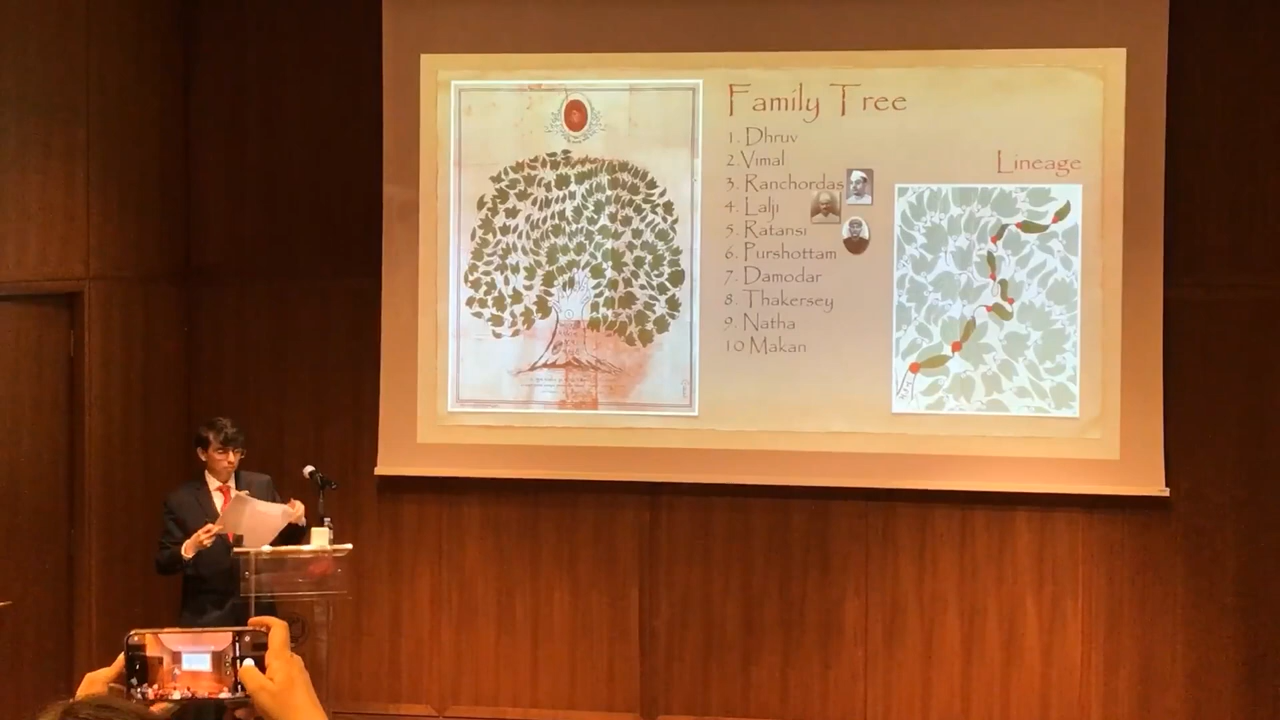 Family Tree
1. Dhruv
2. Vimal
3. Ranchordas
4. Lalji
5. Ratansi
6. Purshottam
7. Damodar
8. Thakersey
9. Natha
10 Makan
Lineage